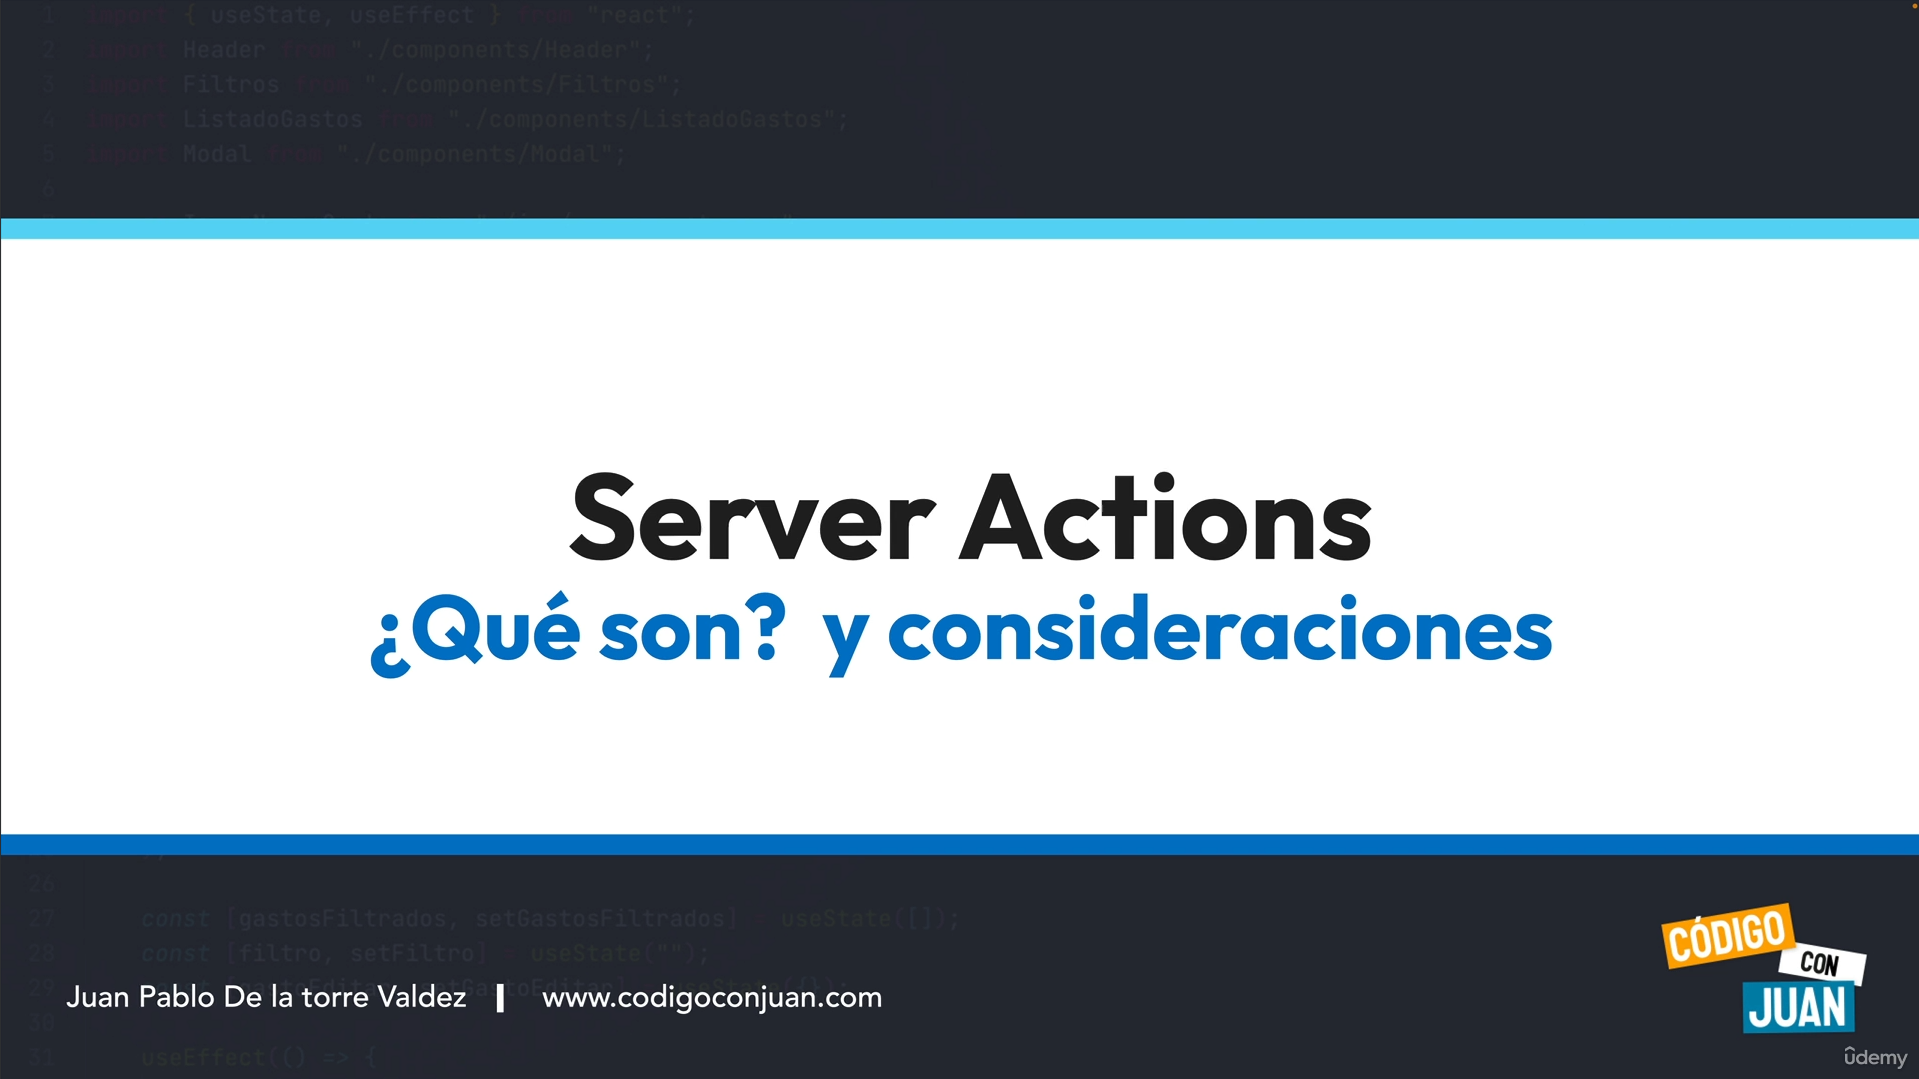 1 import { useState, useEffect } from "react";
2 import Header from "./components/Header";
3 import Filtros from "./components/Filtros";
4 import ListadoGastos from "./components/ListadoGastos";
5 import Modal from "./components/Modal";
6
Server Actions
¿Qué son? y consideraciones
26
27 const [gastosFiltrados, setGastosFiltrados] = useState([]);
28 const [filtro, setFiltro] = useState("");
29
Juan Pablo De la torre Valdez | www.codigoconjuan.com
30
31 useEffect(() => {
CÓDIGO
CON
JUAN
ûdemy